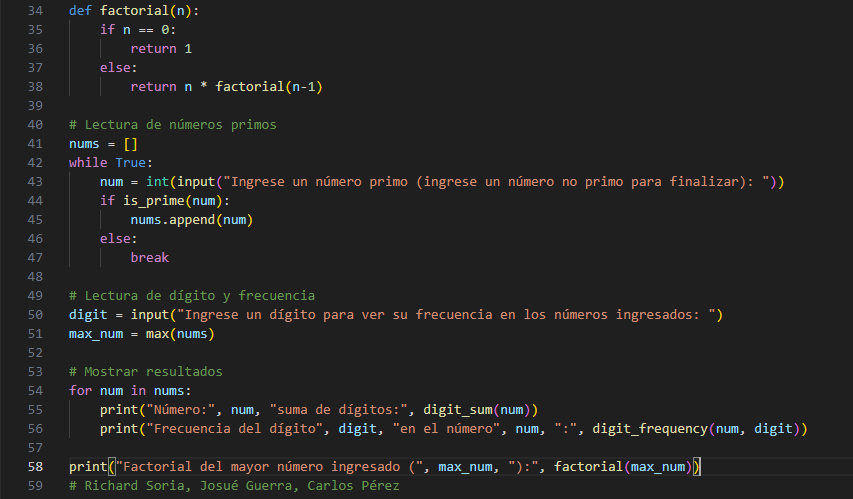 34 def factorial(n):
35     if n == 0:
36         return 1
37     else:
38         return n * factorial(n-1)
39
40 # Lectura de números primos
41 nums = []
42 while True:
43     num = int(input("Ingrese un número primo (ingrese un número no primo para finalizar): "))
44     if is_prime(num):
45         nums.append(num)
46     else:
47         break
48
49 # Lectura de dígito y frecuencia
50 digit = input("Ingrese un dígito para ver su frecuencia en los números ingresados: ")
51 max_num = max(nums)
52
53 # Mostrar resultados
54 for num in nums:
55     print("Número:", num, "suma de dígitos:", digit_sum(num))
56     print("Frecuencia del dígito", digit, "en el número", num, ":", digit_frequency(num, digit))
57
58 print("Factorial del mayor número ingresado (", max_num, "):", factorial(max_num))
59 # Richard Soria, Josué Guerra, Carlos Pérez